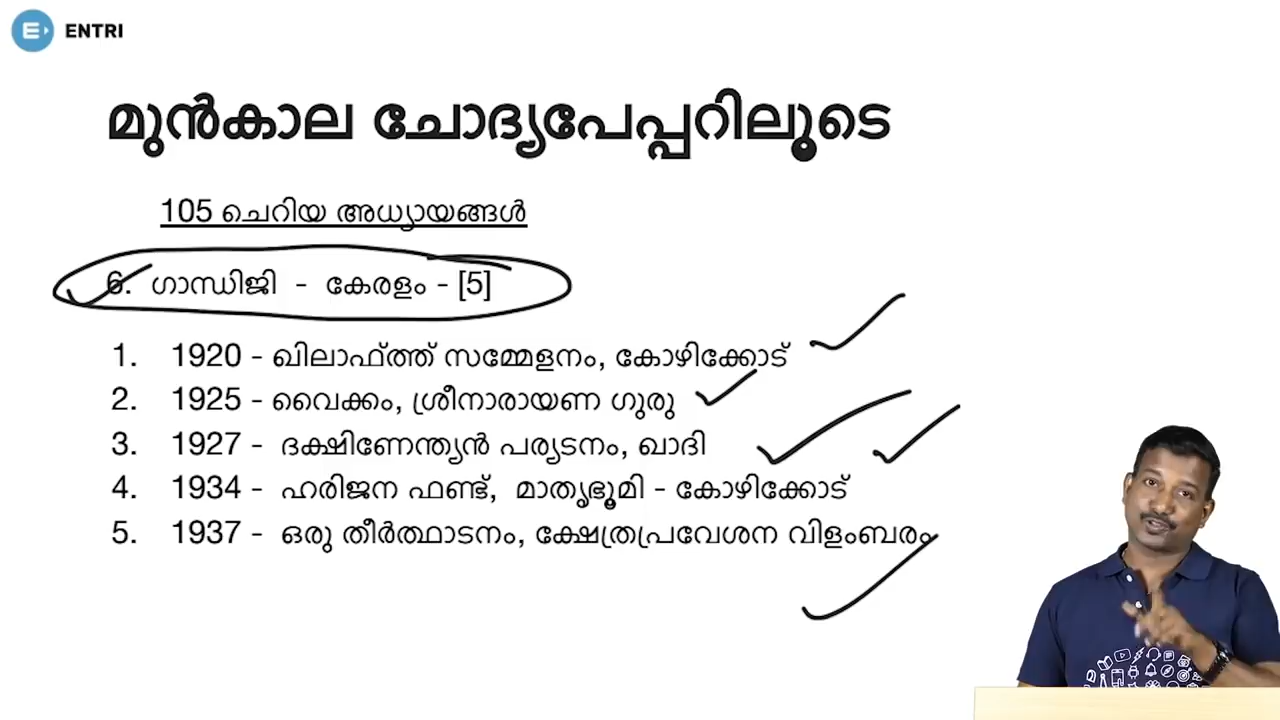 ENTRI
മുൻകാല ചോദ്യപേപ്പറിലൂടെ
105 ചെറിയ അധ്യായങ്ങൾ
6. ഗാന്ധിജി - കേരളം - [5]
1. 1920 - ഖിലാഫ്ത്ത് സമ്മേളനം, കോഴിക്കോട്
2. 1925 - വൈക്കം, ശ്രീനാരായണ ഗുരു
3. 1927 - ദക്ഷിണേന്ത്യൻ പര്യടനം, ഖാദി
4. 1934 - ഹരിജന ഫണ്ട്, മാതൃഭൂമി - കോഴിക്കോട്
5. 1937 - ഒരു തീർത്ഥാടനം, ക്ഷേത്രപ്രവേശന വിളംബരം